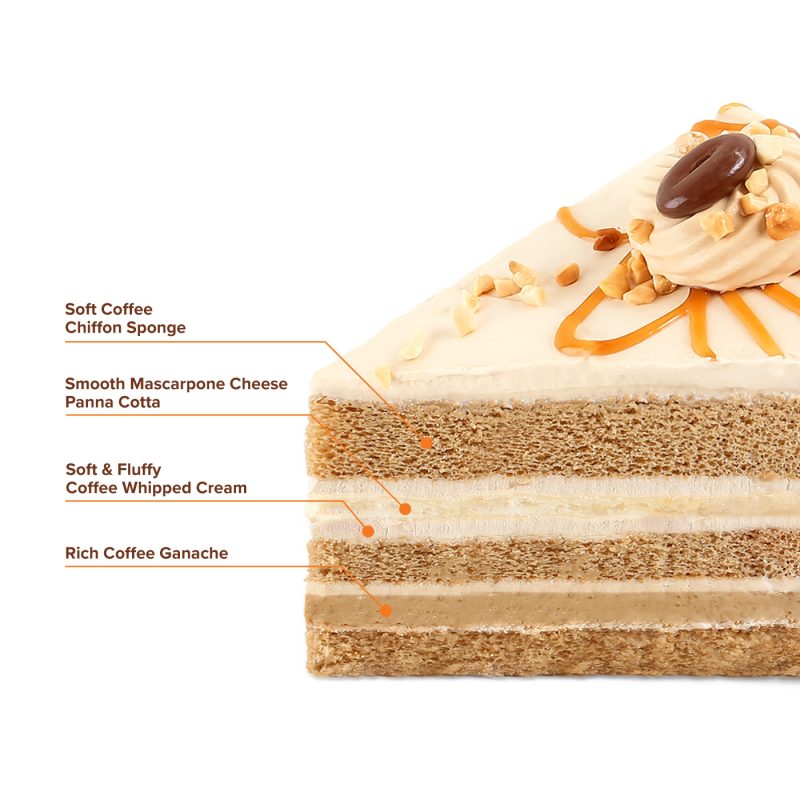 Soft Coffee
Chiffon Sponge
Smooth Mascarpone Cheese
Panna Cotta
Soft & Fluffy
Coffee Whipped Cream
Rich Coffee Ganache